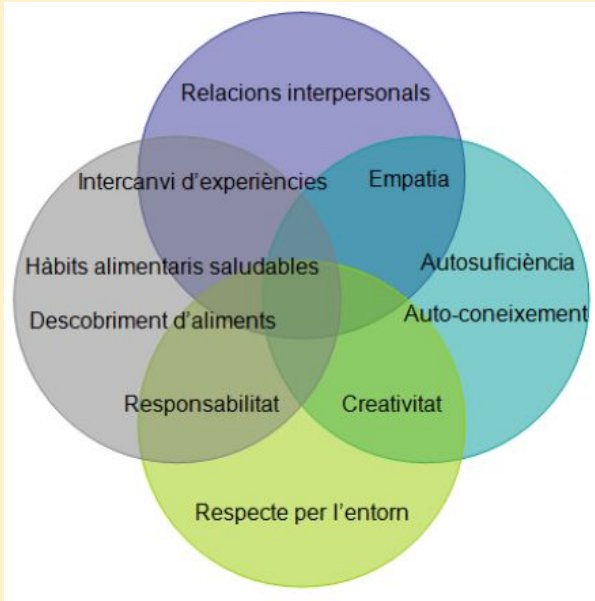 Relacions interpersonals
Intercanvi d’experiències
Empatia
Hàbits alimentaris saludables
Autosuficiència
Descobriment d’aliments
Auto-coneixement
Responsabilitat
Creativitat
Respecte per l’entorn